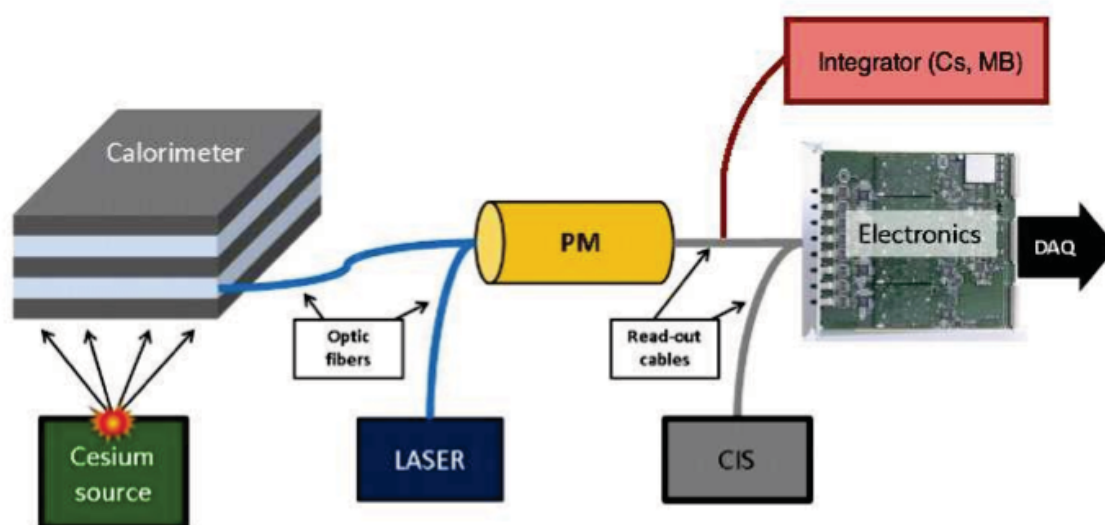 Integrator (Cs, MB)
Calorimeter
PM
Electronics
DAQ
Optic
fibers
Read-out
cables
Cesium
source
LASER
CIS